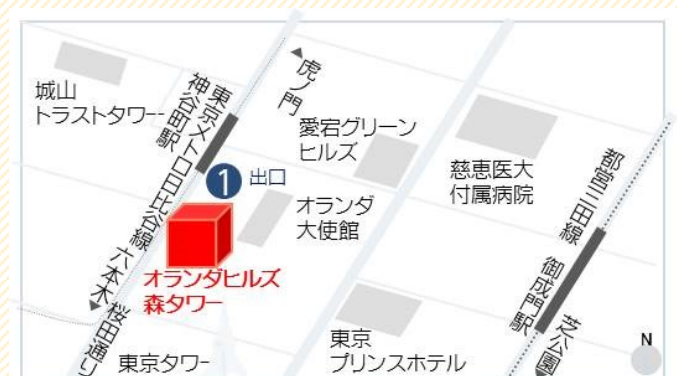 城山
トラストタワー
東京メトロ日比谷線
神谷町駅
虎ノ門
愛宕グリーン
ヒルズ
慈恵医大
付属病院
都営三田線
御成門駅
1 出口
オランダ
大使館
オランダヒルズ
森タワー
六本木
桜田通り
東京タワー
東京
プリンスホテル
芝公園
N